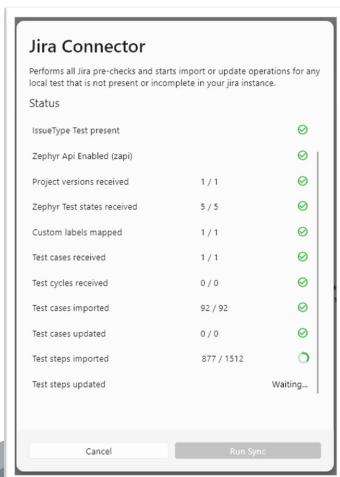 Jira Connector
Performs all Jira pre-checks and starts import or update operations for any
local test that is not present or incomplete in your jira instance.
Status
IssueType Test present
Zephyr Api Enabled (zapi)
Project versions received 1 / 1
Zephyr Test states received 5 / 5
Custom labels mapped 1 / 1
Test cases received 1 / 1
Test cycles received 0 / 0
Test cases imported 92 / 92
Test cases updated 0 / 0
Test steps imported 877 / 1512
Test steps updated Waiting...
Cancel Run Sync